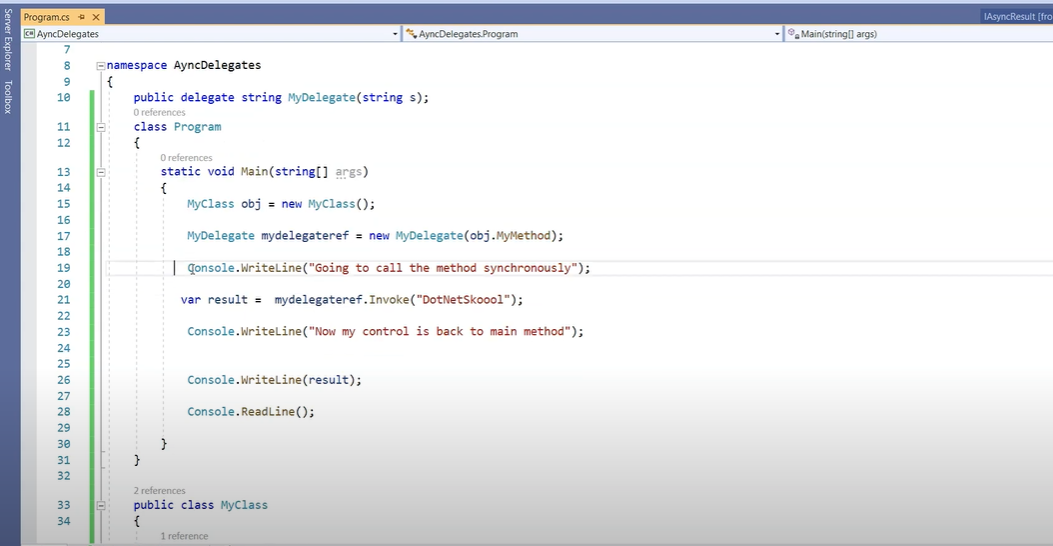 Server Explorer
Toolbox
Program.cs
IAsyncResult [fro
AyncDelegates
AyncDelegates.Program
Main(string[] args)
7
8 namespace AyncDelegates
9 {
10 public delegate string MyDelegate(string s);
0 references
11 class Program
12 {
0 references
13 static void Main(string[] args)
14 {
15 MyClass obj = new MyClass();
16
17 MyDelegate mydelegateref = new MyDelegate(obj.MyMethod);
18
19 Console.WriteLine("Going to call the method synchronously");
20
21 var result = mydelegateref.Invoke("DotNetSkoool");
22
23 Console.WriteLine("Now my control is back to main method");
24
25
26 Console.WriteLine(result);
27
28 Console.ReadLine();
29
30 }
31 }
32
2 references
33 public class MyClass
34 {
1 reference